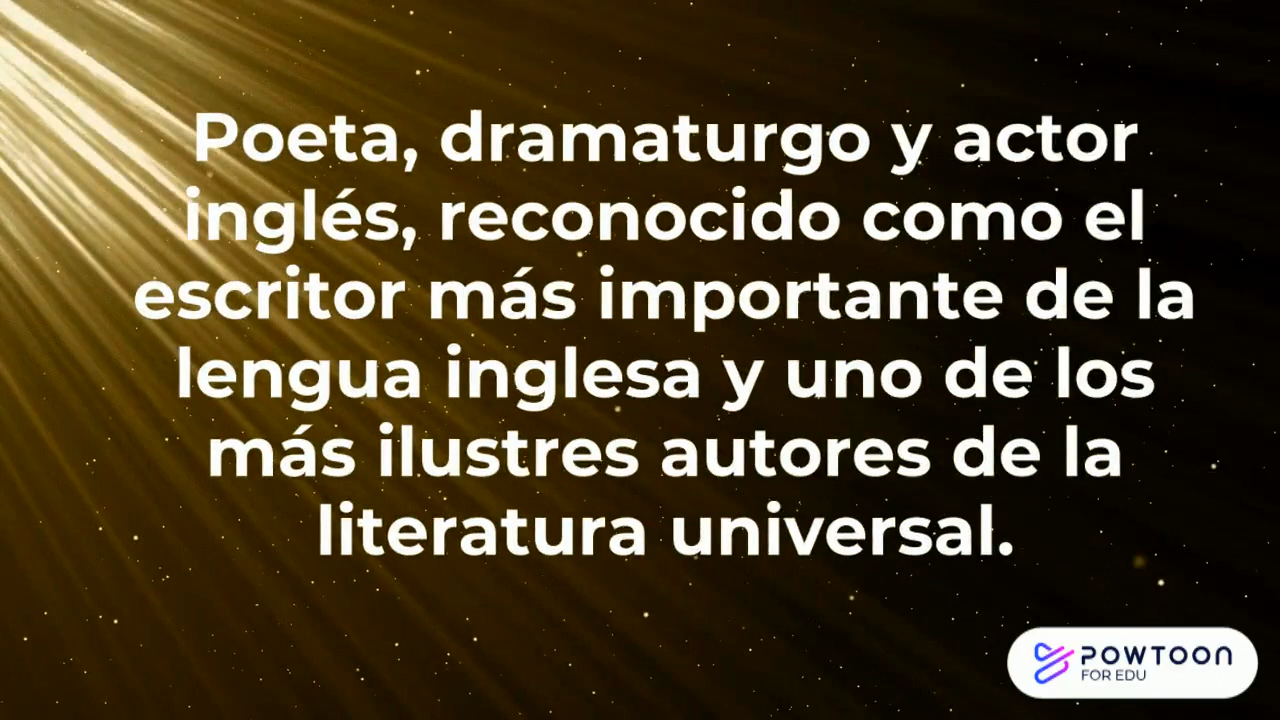 Poeta, dramaturgo y actor
inglés, reconocido como el
escritor más importante de la
lengua inglesa y uno de los
más ilustres autores de la
literatura universal.
POWTOON
FOR EDU